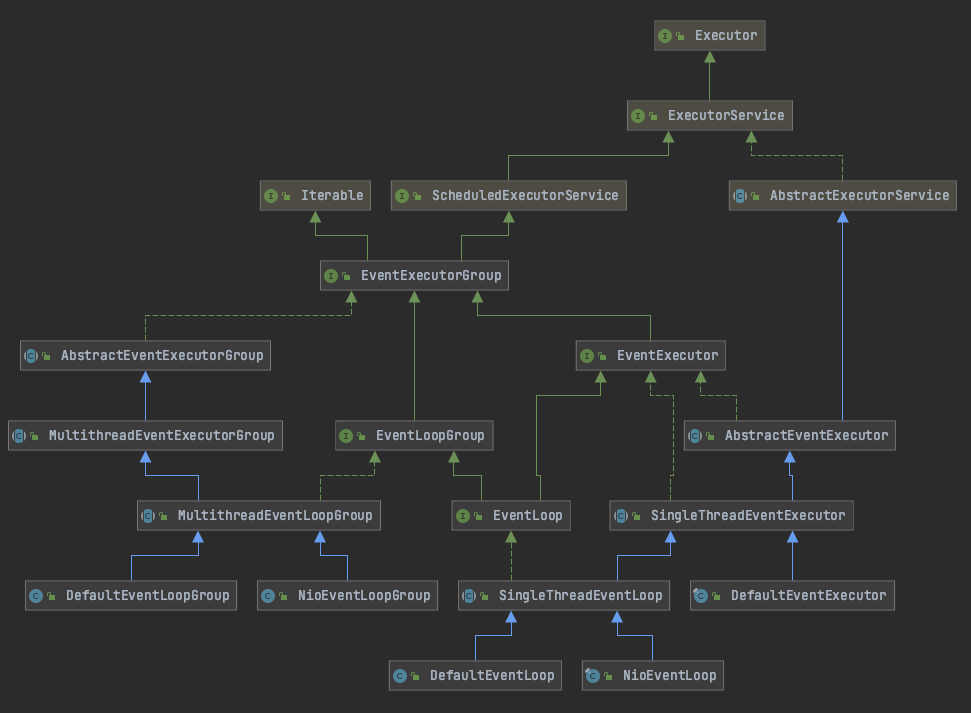 Executor
ExecutorService
Iterable
ScheduledExecutorService
AbstractExecutorService
EventExecutorGroup
AbstractEventExecutorGroup
EventExecutor
MultithreadEventExecutorGroup
EventLoopGroup
AbstractEventExecutor
MultithreadEventLoopGroup
EventLoop
SingleThreadEventExecutor
DefaultEventLoopGroup
NioEventLoopGroup
SingleThreadEventLoop
DefaultEventExecutor
DefaultEventLoop
NioEventLoop